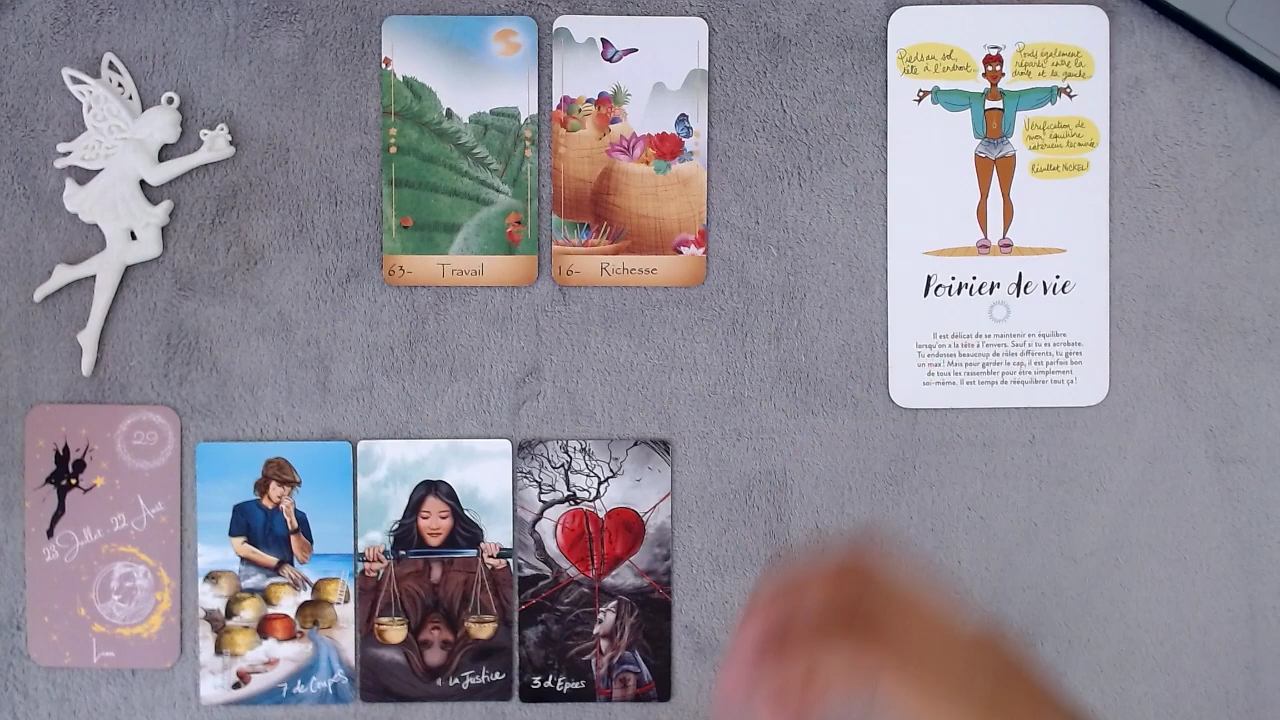 63- Travail
16- Richesse
Pieds au sol,
tête à l'endroit.
Poids également
réparti entre la
droite et la gauche.
Vérification de
mon équilibre
intérieur terminée
Résultat NICKEL!
Poirier de vie
Il est délicat de se maintenir en équilibre
lorsqu'on a la tête à l'envers. Sauf si tu es acrobate.
Tu endosses beaucoup de rôles différents, tu gères
un max! Mais pour garder le cap, il est parfois bon
de tous les rassembler pour être simplement
soi-même. Il est temps de rééquilibrer tout ça!
29
23 Juillet - 22 Août
Lion
7 de Coupes
La Justice
3 d'Epées